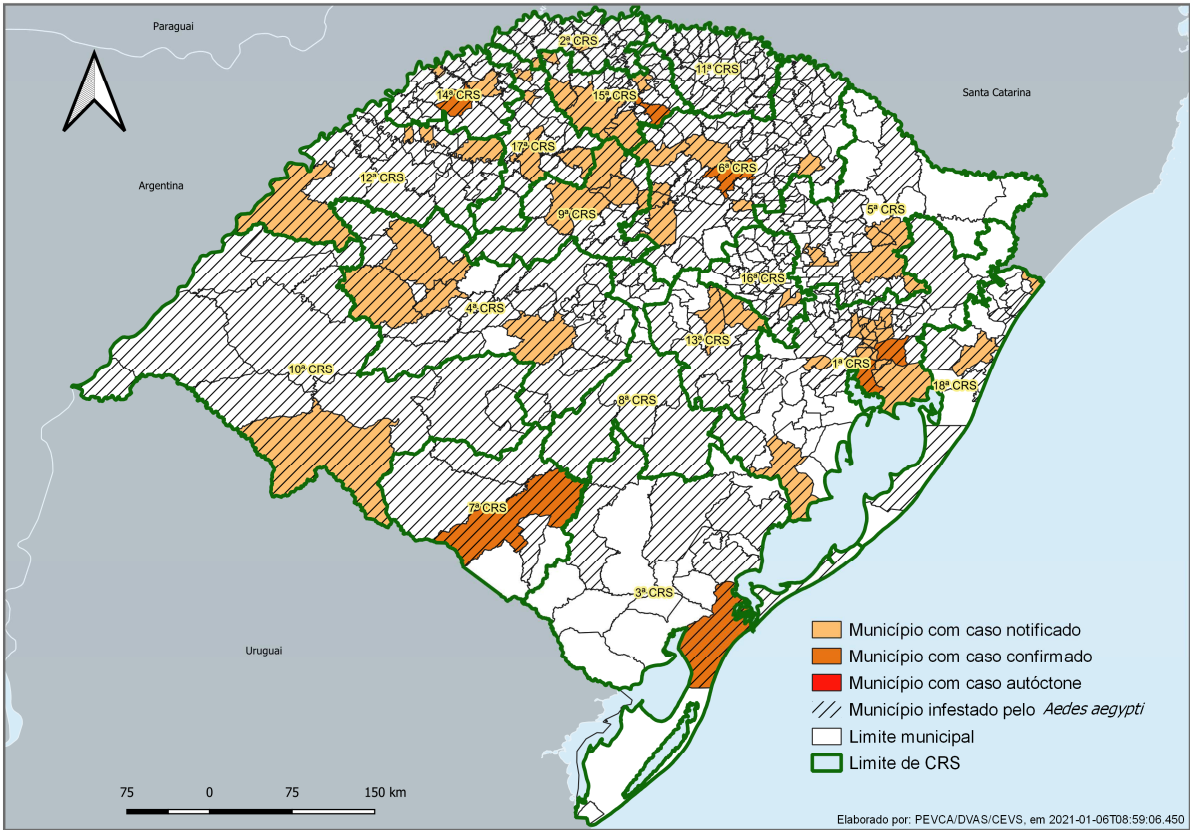 Paraguai
2ª CRS
11ª CRS
14ª CRS
15ª CRS
Santa Catarina
17ª CRS
6ª CRS
12ª CRS
Argentina
5ª CRS
9ª CRS
16ª CRS
4ª CRS
13ª CRS
10ª CRS
1ª CRS
18ª CRS
8ª CRS
7ª CRS
3ª CRS
Uruguai
Município com caso notificado
Município com caso confirmado
Município com caso autóctone
Município infestado pelo Aedes aegypti
Limite municipal
Limite de CRS
75 0 75 150 km
Elaborado por: PEVCA/DVAS/CEVS, em 2021-01-06T08:59:06.450